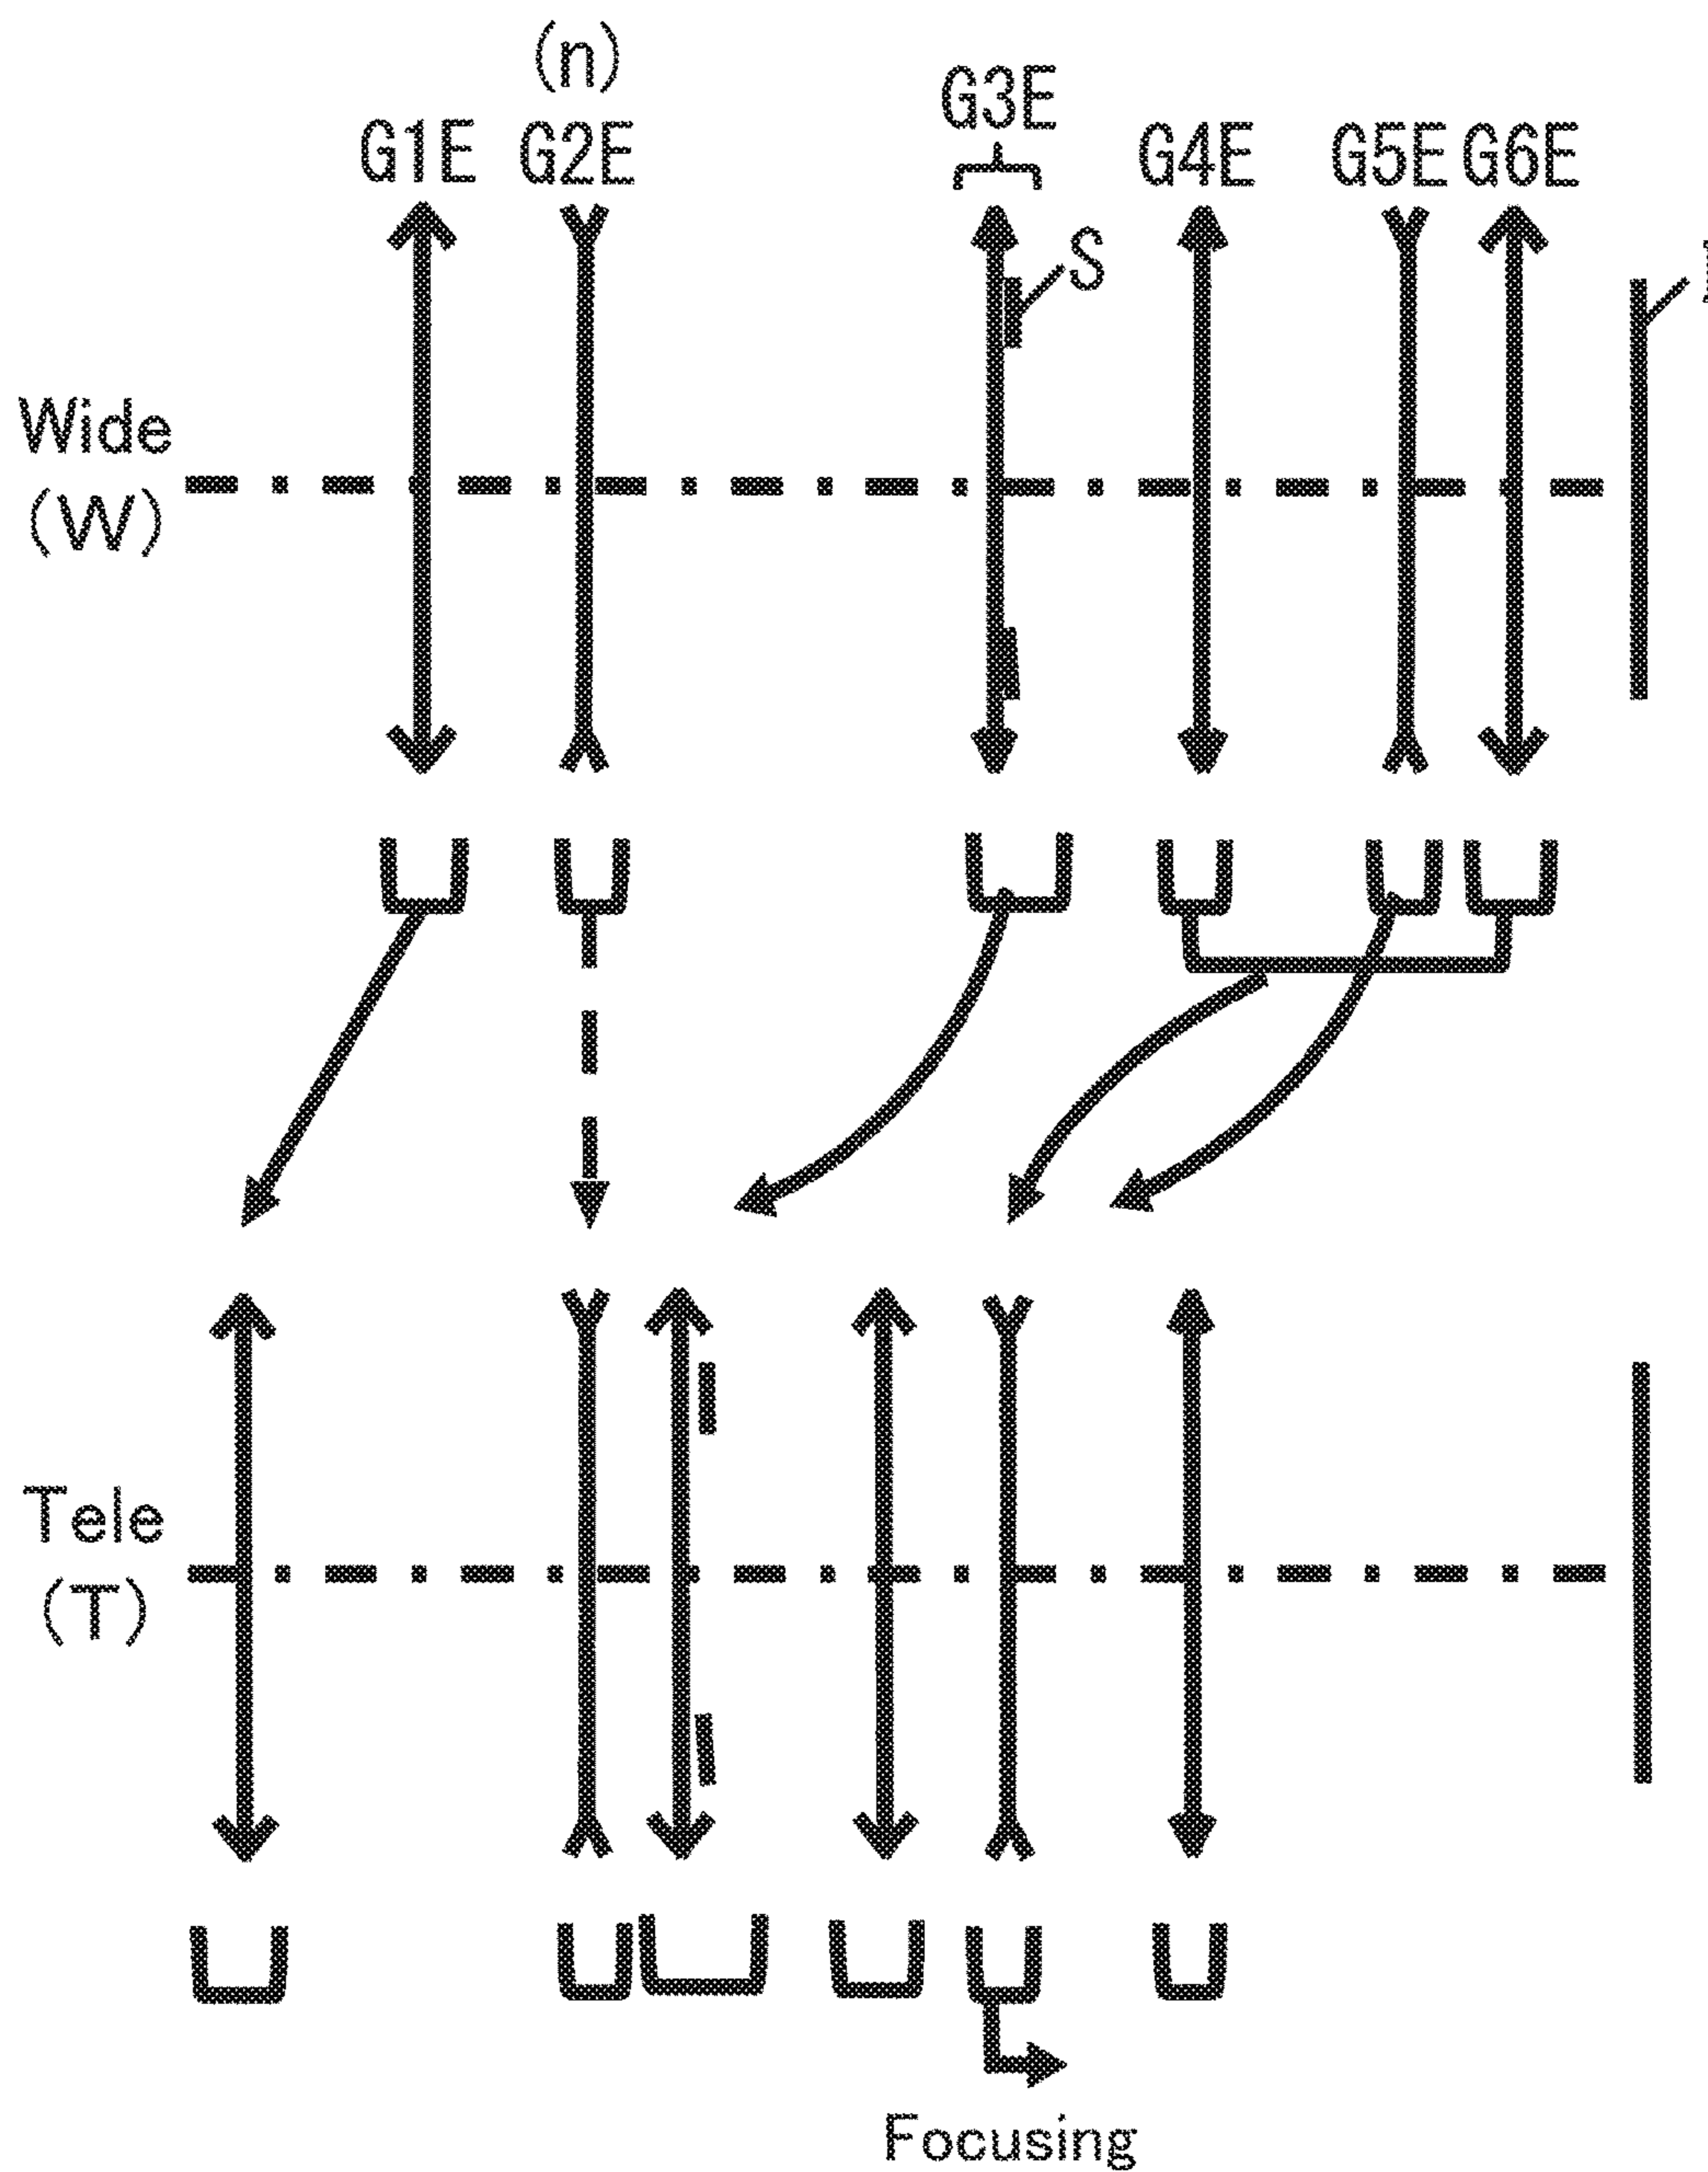 (n)
G1E G2E G3E G4E G5E G6E
S
Wide
(W)
Tele
(T)
Focusing